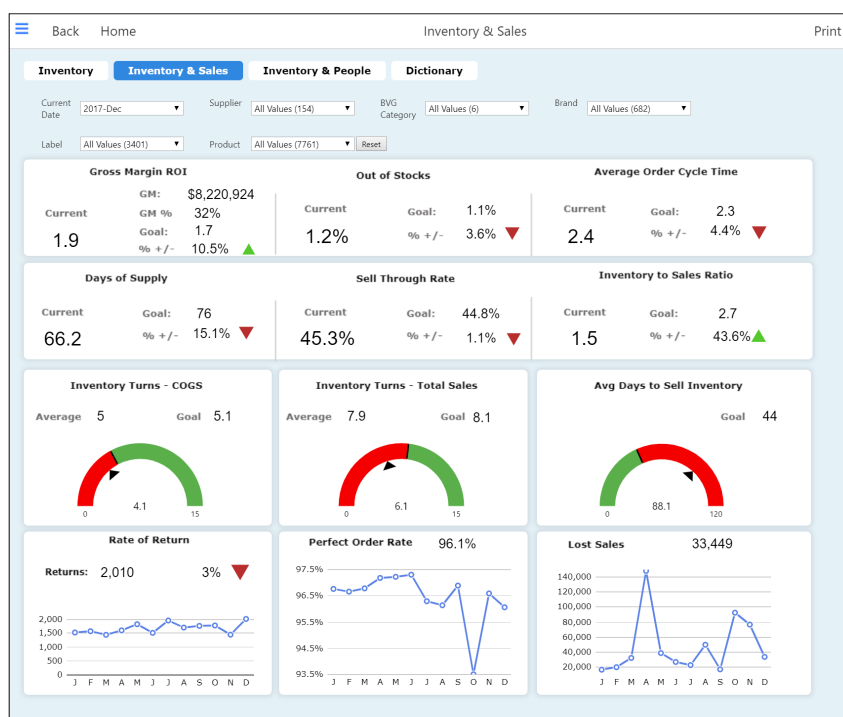 Back Home Inventory & Sales Print
Inventory Inventory & Sales Inventory & People Dictionary
Current Date 2017-Dec Supplier All Values (154) BVG Category All Values (6) Brand All Values (682)
Label All Values (3401) Product All Values (7761) Reset
Gross Margin ROI
GM: $8,220,924
Current GM % 32%
1.9 Goal: 1.7
% +/- 10.5%
Out of Stocks
Current Goal: 1.1%
1.2% % +/- 3.6%
Average Order Cycle Time
Current Goal: 2.3
2.4 % +/- 4.4%
Days of Supply
Current Goal: 76
66.2 % +/- 15.1%
Sell Through Rate
Current Goal: 44.8%
45.3% % +/- 1.1%
Inventory to Sales Ratio
Current Goal: 2.7
1.5 % +/- 43.6%
Inventory Turns - COGS
Average 5 Goal 5.1
4.1
0 15
Inventory Turns - Total Sales
Average 7.9 Goal 8.1
6.1
0 15
Avg Days to Sell Inventory
Goal 44
88.1
0 120
Rate of Return
Returns: 2,010 3%
2,000
1,500
1,000
500
0
J F M A M J J A S O N D
Perfect Order Rate 96.1%
97.5%
96.5%
95.5%
94.5%
93.5%
J F M A M J J A S O N D
Lost Sales 33,449
140,000
120,000
100,000
80,000
60,000
40,000
20,000
J F M A M J J A S O N D